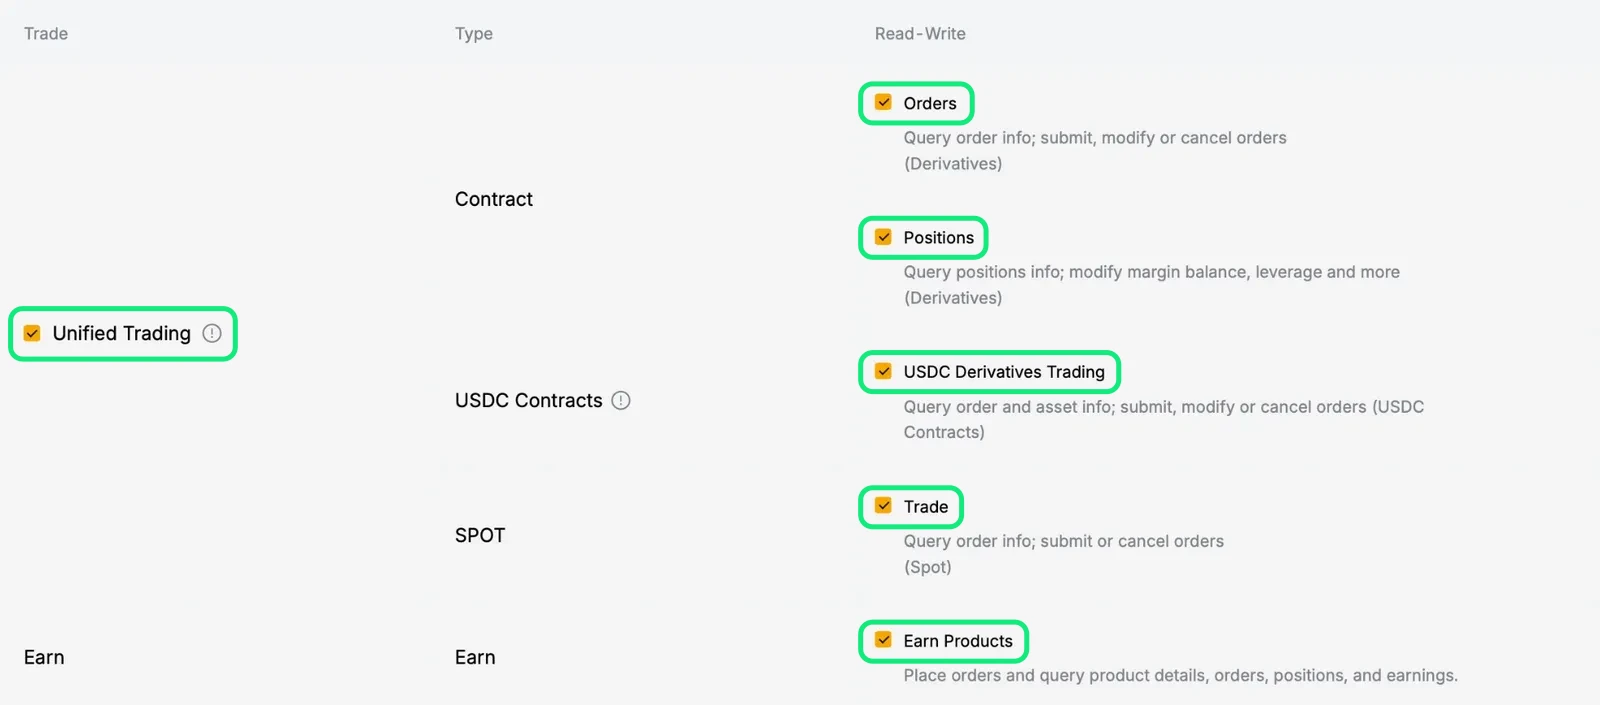 Trade
Type
Read-Write
Orders
Query order info; submit, modify or cancel orders
(Derivatives)
Contract
Positions
Query positions info; modify margin balance, leverage and more
(Derivatives)
Unified Trading
USDC Derivatives Trading
USDC Contracts
Query order and asset info; submit, modify or cancel orders (USDC
Contracts)
Trade
SPOT
Query order info; submit or cancel orders
(Spot)
Earn
Earn
Earn Products
Place orders and query product details, orders, positions, and earnings.